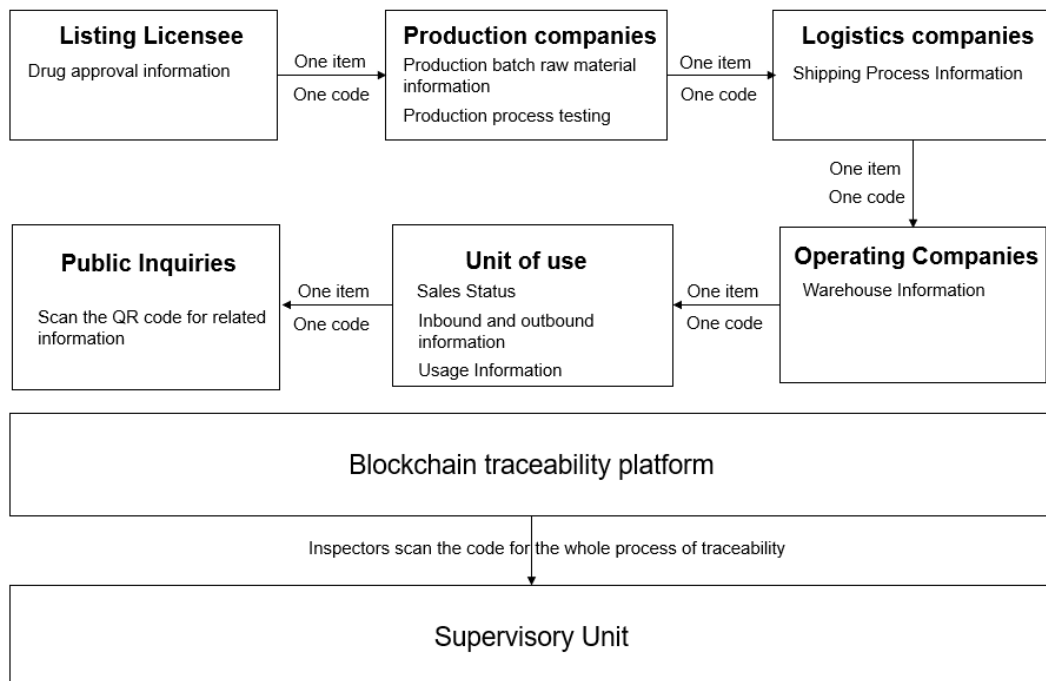 Listing Licensee
Drug approval information
One item
One code
Production companies
Production batch raw material
information
Production process testing
One item
One code
Logistics companies
Shipping Process Information
One item
One code
Public Inquiries
Scan the QR code for related
information
One item
One code
Unit of use
Sales Status
Inbound and outbound
information
Usage Information
One item
One code
Operating Companies
Warehouse Information
Blockchain traceability platform
Inspectors scan the code for the whole process of traceability
Supervisory Unit